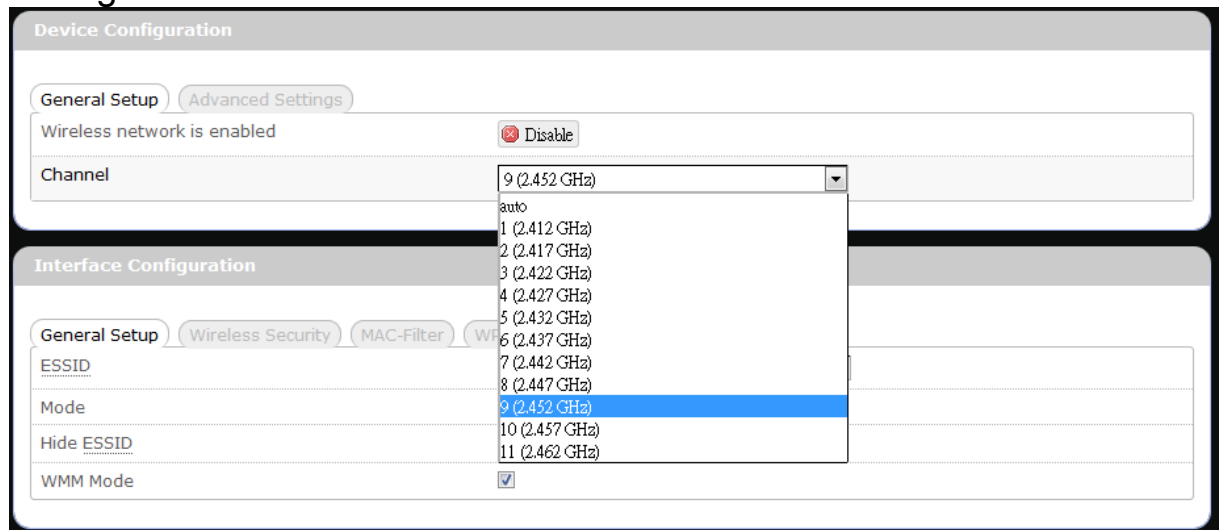 Device Configuration
General Setup Advanced Settings
Wireless network is enabled Disable
Channel 9 (2.452 GHz)
auto
1 (2.412 GHz)
2 (2.417 GHz)
3 (2.422 GHz)
4 (2.427 GHz)
5 (2.432 GHz)
6 (2.437 GHz)
7 (2.442 GHz)
8 (2.447 GHz)
9 (2.452 GHz)
10 (2.457 GHz)
11 (2.462 GHz)
Interface Configuration
General Setup Wireless Security MAC-Filter
ESSID
Mode
Hide ESSID
WMM Mode